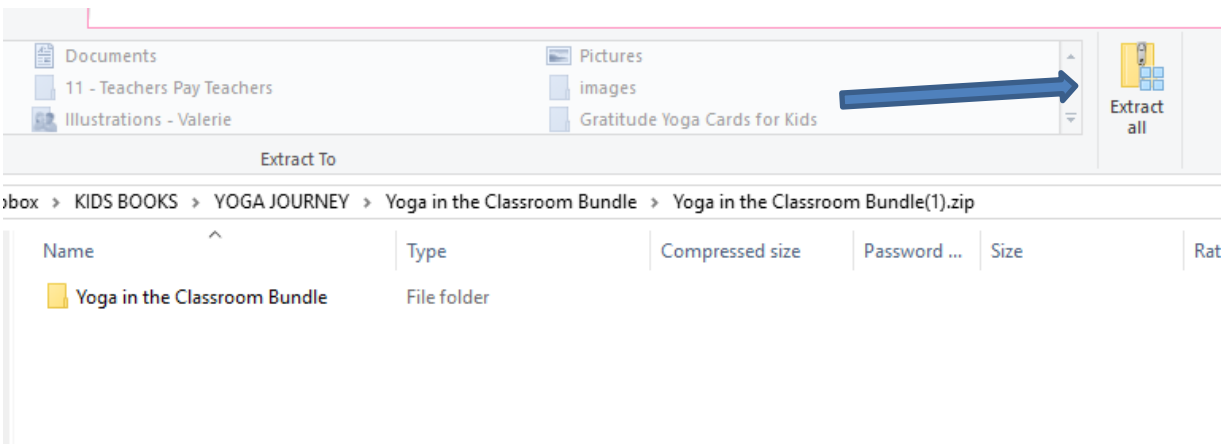 Documents
Pictures
11 - Teachers Pay Teachers
images
Illustrations - Valerie
Gratitude Yoga Cards for Kids
Extract
all
Extract To
box > KIDS BOOKS > YOGA JOURNEY > Yoga in the Classroom Bundle > Yoga in the Classroom Bundle(1).zip
Name Type Compressed size Password ... Size Rat
Yoga in the Classroom Bundle File folder